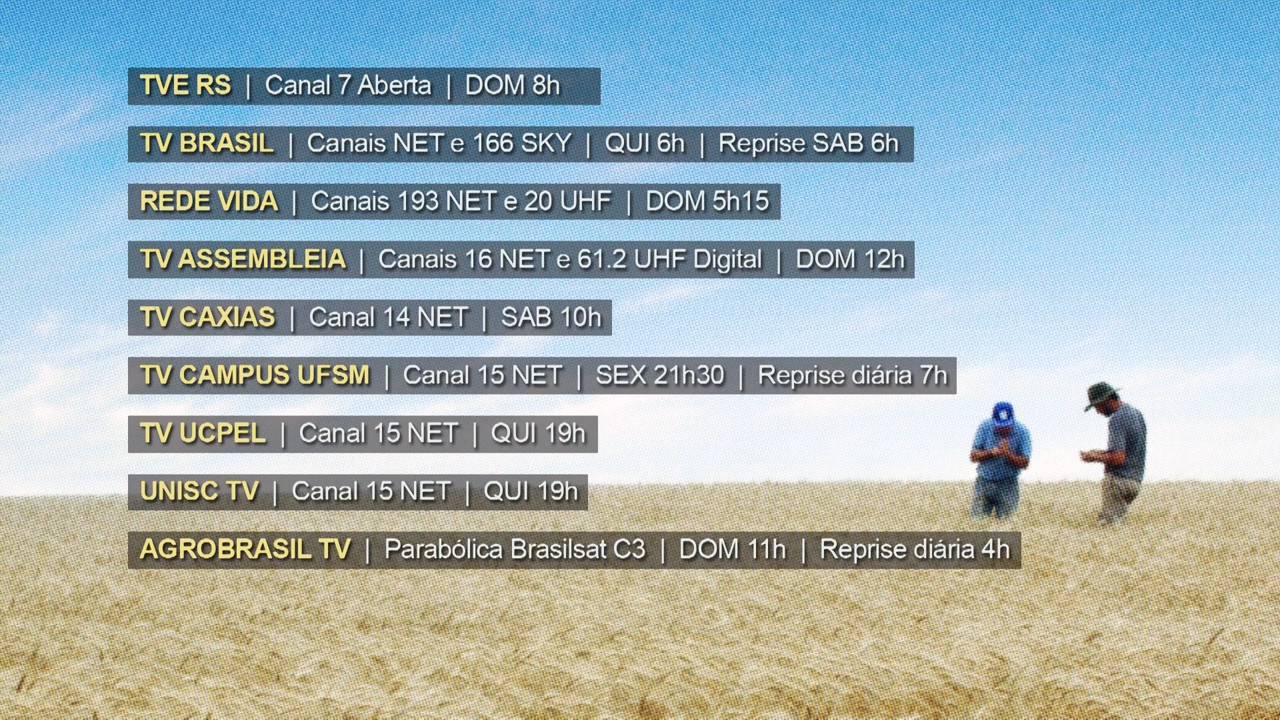 TVE RS | Canal 7 Aberta | DOM 8h
TV BRASIL | Canais NET e 166 SKY | QUI 6h | Reprise SAB 6h
REDE VIDA | Canais 193 NET e 20 UHF | DOM 5h15
TV ASSEMBLEIA | Canais 16 NET e 61.2 UHF Digital | DOM 12h
TV CAXIAS | Canal 14 NET | SAB 10h
TV CAMPUS UFSM | Canal 15 NET | SEX 21h30 | Reprise diária 7h
TV UCPEL | Canal 15 NET | QUI 19h
UNISC TV | Canal 15 NET | QUI 19h
AGROBRASIL TV | Parabólica Brasilsat C3 | DOM 11h | Reprise diária 4h